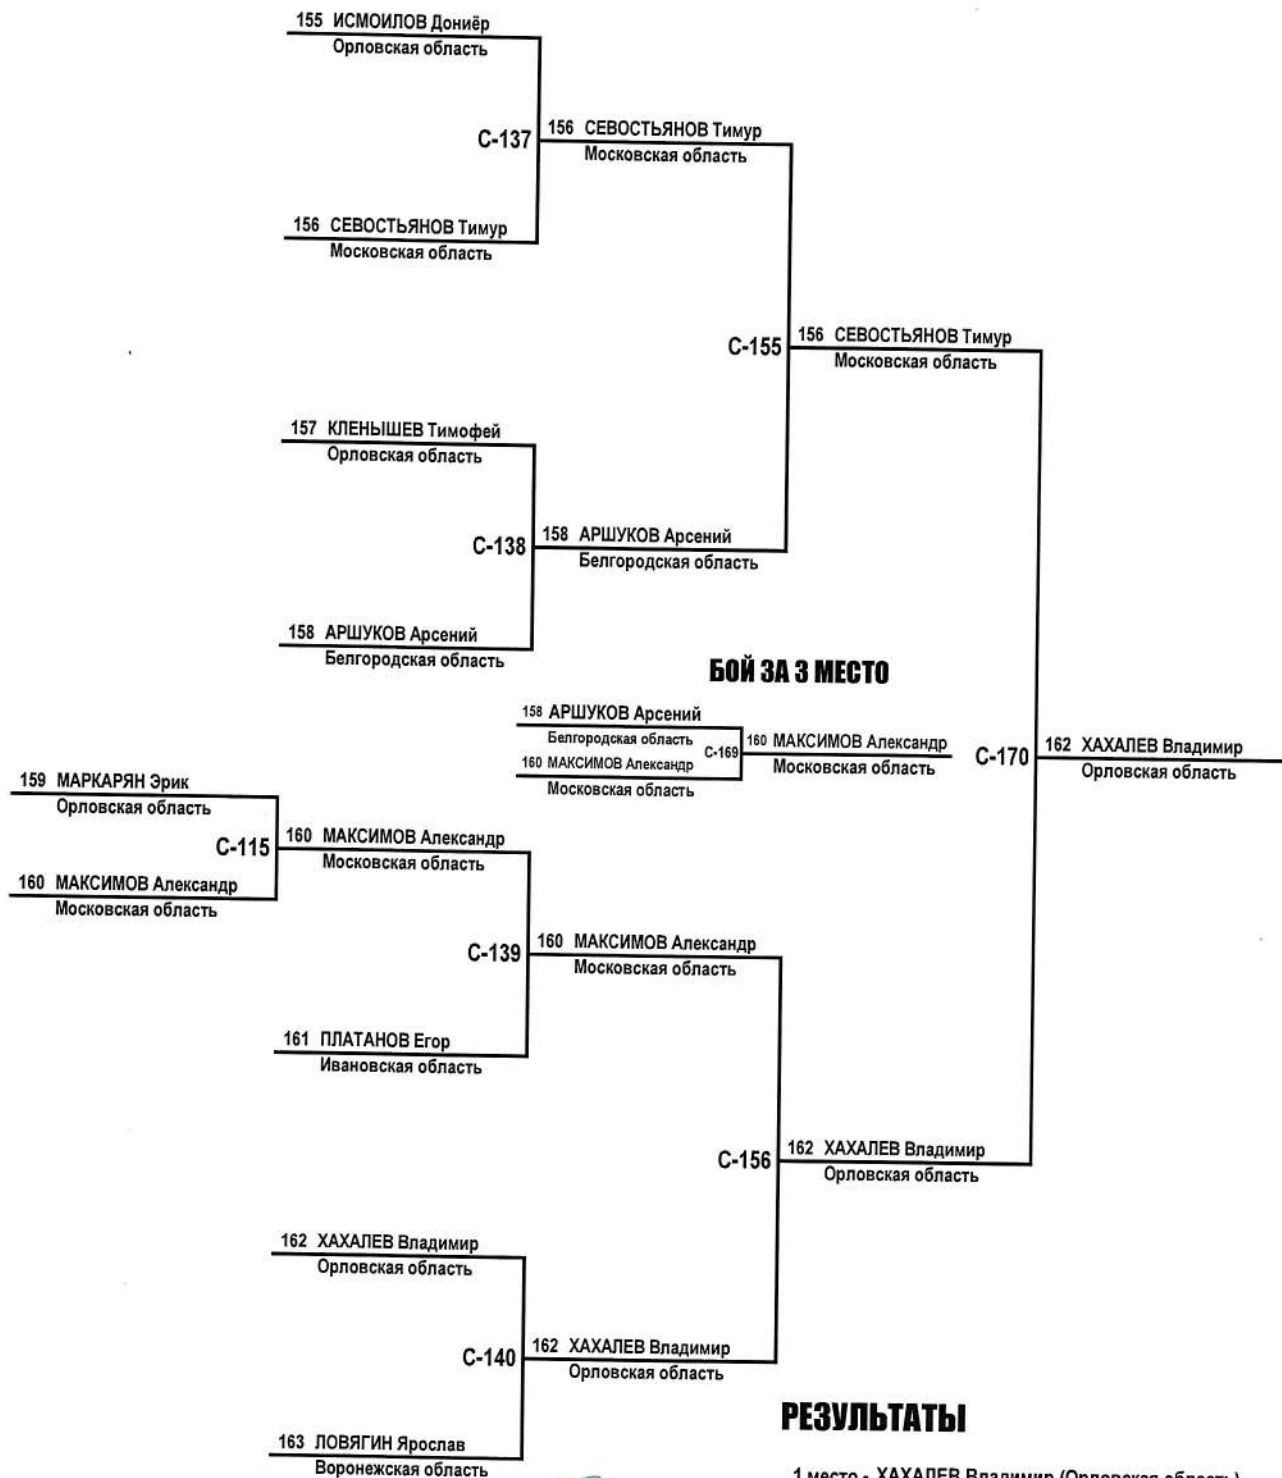 155 ИСМОИЛОВ Дониёр
Орловская область
С-137
156 СЕВОСТЬЯНОВ Тимур
Московская область
156 СЕВОСТЬЯНОВ Тимур
Московская область
С-155
156 СЕВОСТЬЯНОВ Тимур
Московская область
157 КЛЕНЫШЕВ Тимофей
Орловская область
С-138
158 АРШУКОВ Арсений
Белгородская область
158 АРШУКОВ Арсений
Белгородская область
БОЙ ЗА 3 МЕСТО
158 АРШУКОВ Арсений
Белгородская область
С-169
160 МАКСИМОВ Александр
Московская область
160 МАКСИМОВ Александр
Московская область
С-170
162 ХАХАЛЕВ Владимир
Орловская область
159 МАРКАРЯН Эрик
Орловская область
С-115
160 МАКСИМОВ Александр
Московская область
160 МАКСИМОВ Александр
Московская область
С-139
160 МАКСИМОВ Александр
Московская область
161 ПЛАТАНОВ Егор
Ивановская область
С-156
162 ХАХАЛЕВ Владимир
Орловская область
162 ХАХАЛЕВ Владимир
Орловская область
С-140
162 ХАХАЛЕВ Владимир
Орловская область
163 ЛОВЯГИН Ярослав
Воронежская область
РЕЗУЛЬТАТЫ
1 место - ХАХАЛЕВ Владимир (Орловская область)